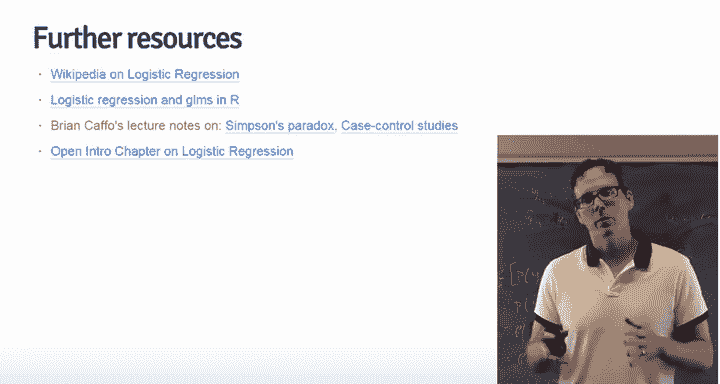 Further resources
Wikipedia on Logistic Regression
Logistic regression and glms in R
Brian Caffo's lecture notes on: Simpson's paradox, Case-control studies
Open Intro Chapter on Logistic Regression